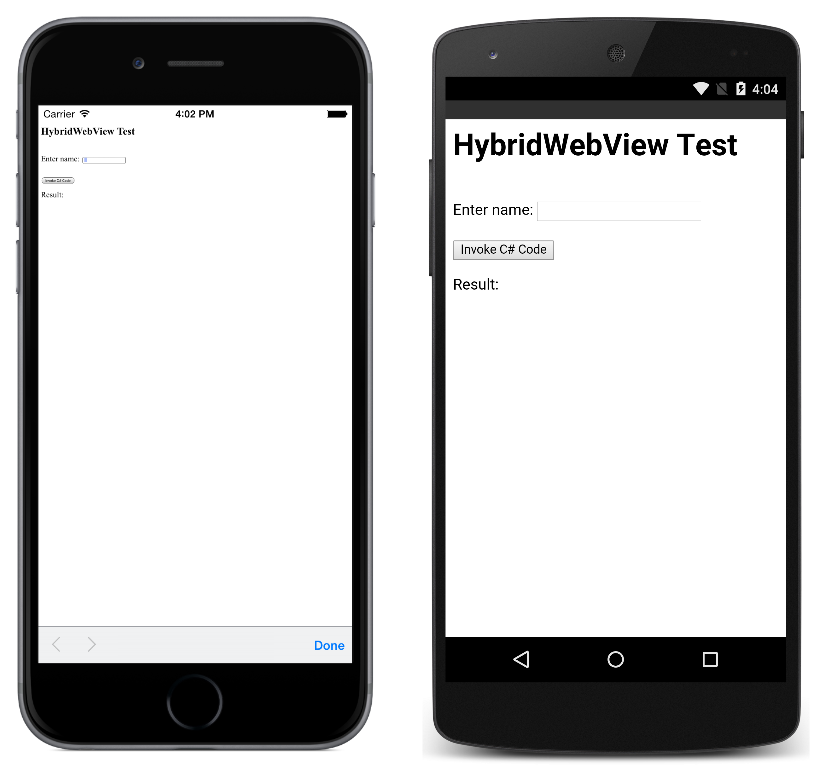 Carrier 4:02 PM
HybridWebView Test
Enter name:
Invoke C# Code
Result:
Done
4:04
HybridWebView Test
Enter name:
Invoke C# Code
Result: